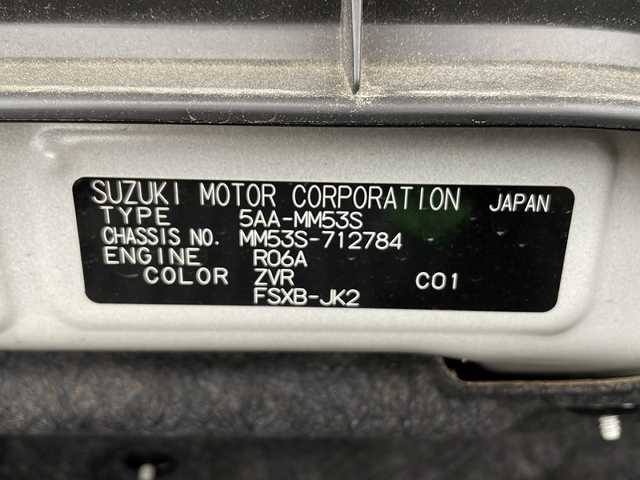 SUZUKI MOTOR CORPORATION JAPAN
TYPE 5AA-MM53S
CHASSIS NO. MM53S-712784
ENGINE R06A
COLOR ZVR C01
FSXB-JK2